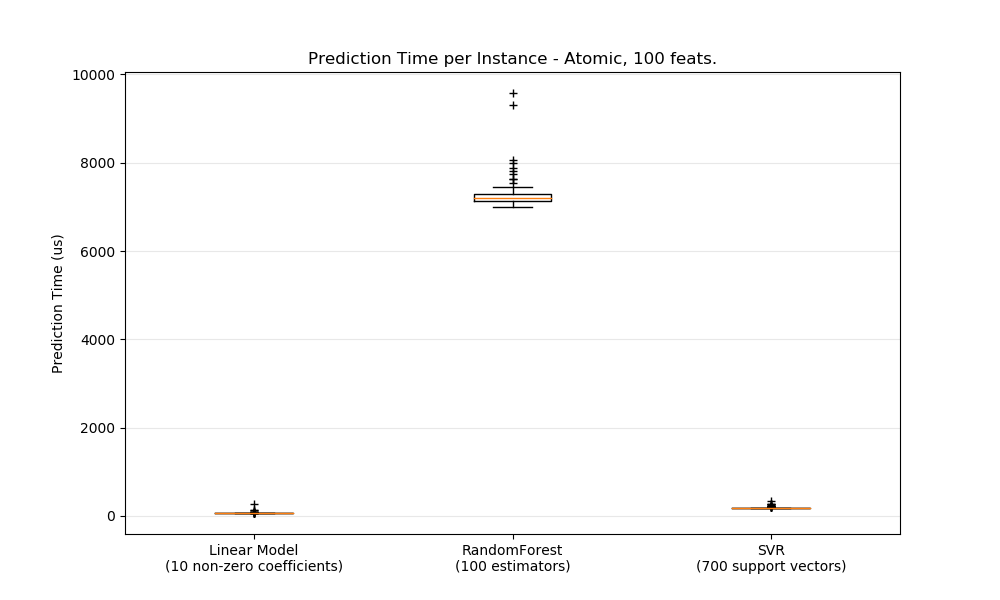 Prediction Time per Instance - Atomic, 100 feats.
Prediction Time (us)
10000
8000
6000
4000
2000
0
Linear Model
(10 non-zero coefficients)
RandomForest
(100 estimators)
SVR
(700 support vectors)